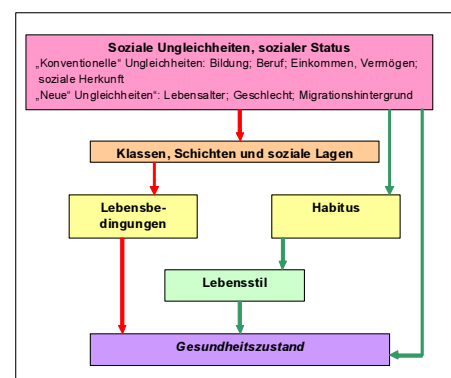 Soziale Ungleichheiten, sozialer Status
„Konventionelle“ Ungleichheiten: Bildung; Beruf; Einkommen, Vermögen;
soziale Herkunft
„Neue“ Ungleichheiten“: Lebensalter; Geschlecht; Migrationshintergrund
Klassen, Schichten und soziale Lagen
Lebensbe-
dingungen
Habitus
Lebensstil
Gesundheitszustand